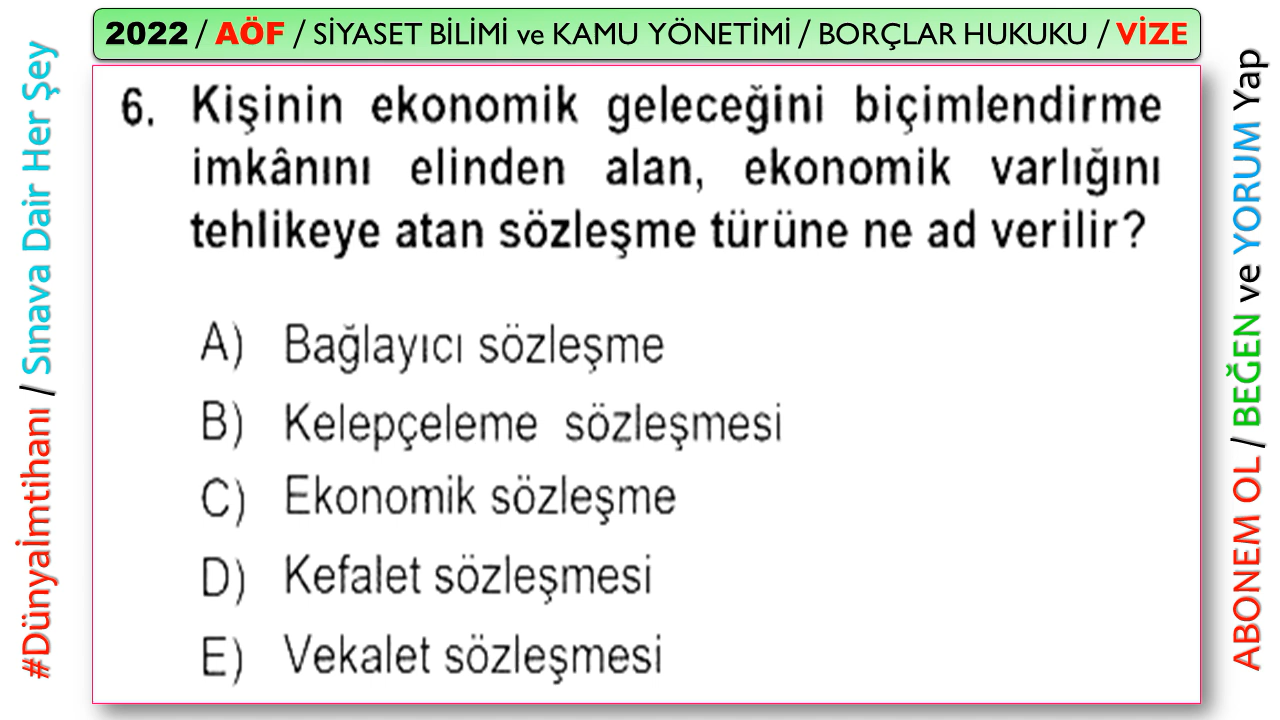 2022 / AÖF / SİYASET BİLİMİ ve KAMU YÖNETİMİ / BORÇLAR HUKUKU / VİZE
#Dünyaİmtihanı / Sınava Dair Her Şey
6. Kişinin ekonomik geleceğini biçimlendirme
imkânını elinden alan, ekonomik varlığını
tehlikeye atan sözleşme türüne ne ad verilir?
A) Bağlayıcı sözleşme
B) Kelepçeleme sözleşmesi
C) Ekonomik sözleşme
D) Kefalet sözleşmesi
E) Vekalet sözleşmesi
ABONEM OL / BEĞEN ve YORUM Yap